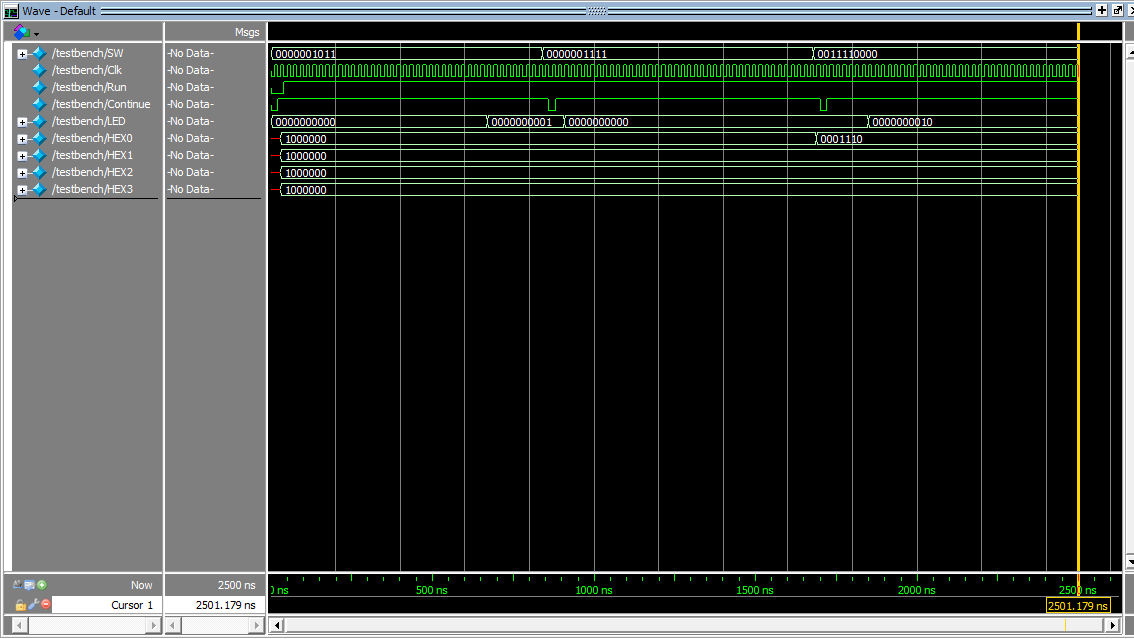 Wave - Default
Msgs
/testbench/SW -No Data- 0000001011 0000001111 0011110000
/testbench/Clk -No Data-
/testbench/Run -No Data-
/testbench/Continue -No Data-
/testbench/LED -No Data- 0000000000 0000000001 0000000000 0000000010
/testbench/HEX0 -No Data- 1000000 0001110
/testbench/HEX1 -No Data- 1000000
/testbench/HEX2 -No Data- 1000000
/testbench/HEX3 -No Data- 1000000
Now 2500 ns ns 500 ns 1000 ns 1500 ns 2000 ns 2500 ns
Cursor 1 2501.179 ns 2501.179 ns